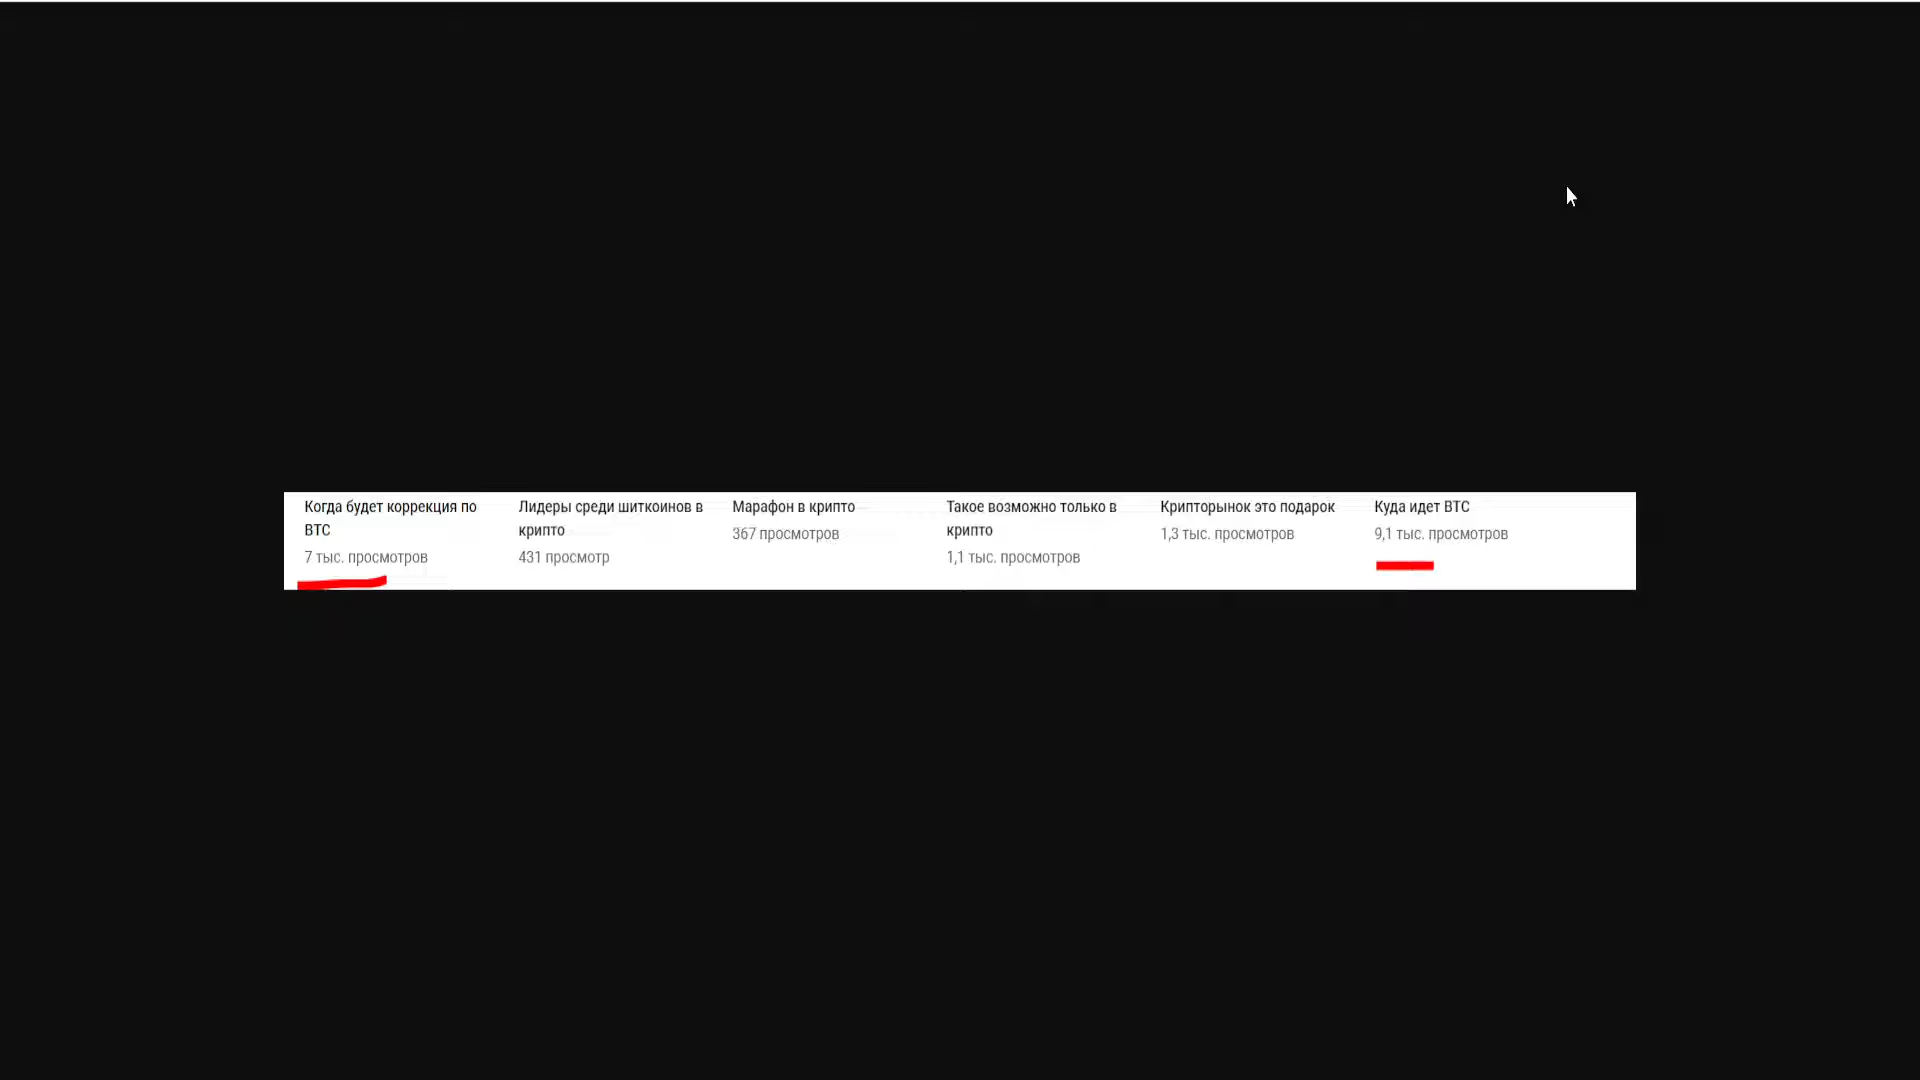 Когда будет коррекция по
BTC
7 тыс. просмотров
Лидеры среди шиткоинов в
крипто
431 просмотр
Марафон в крипто
367 просмотров
Такое возможно только в
крипто
1,1 тыс. просмотров
Крипторынок это подарок
1,3 тыс. просмотров
Куда идет BTC
9,1 тыс. просмотров